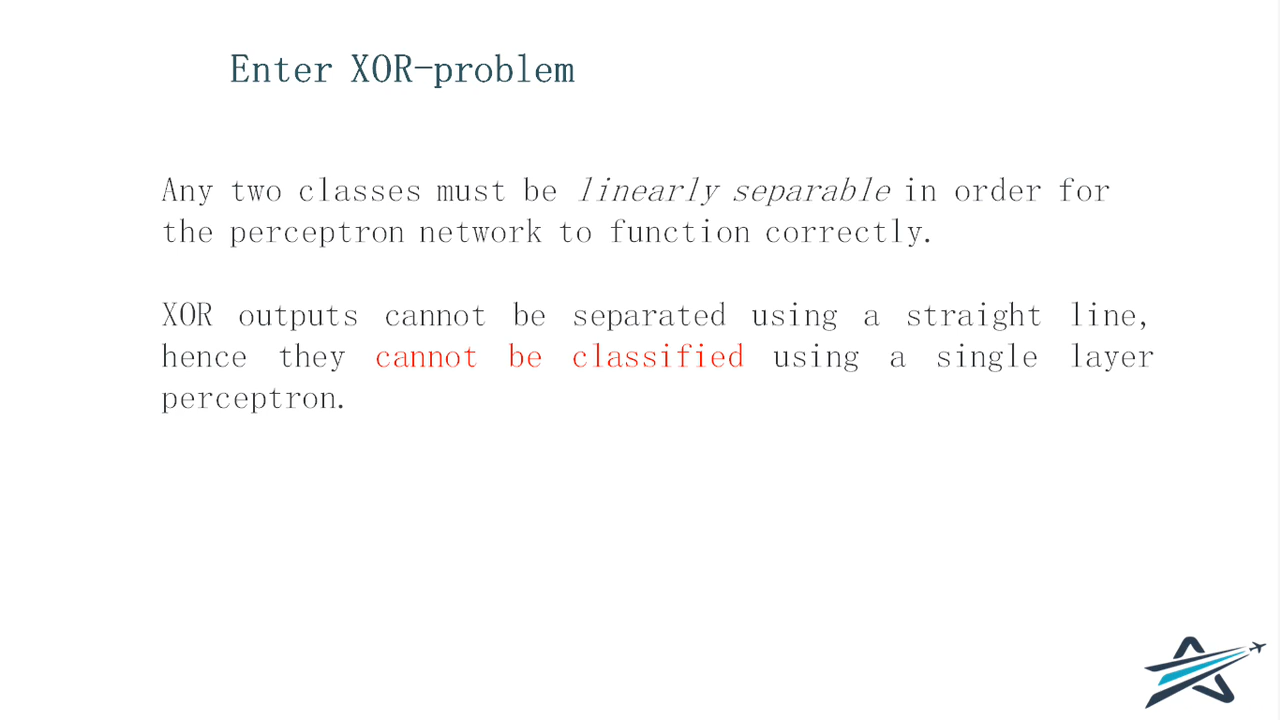 Enter XOR-problem
Any two classes must be linearly separable in order for
the perceptron network to function correctly.
XOR outputs cannot be separated using a straight line,
hence they cannot be classified using a single layer
perceptron.